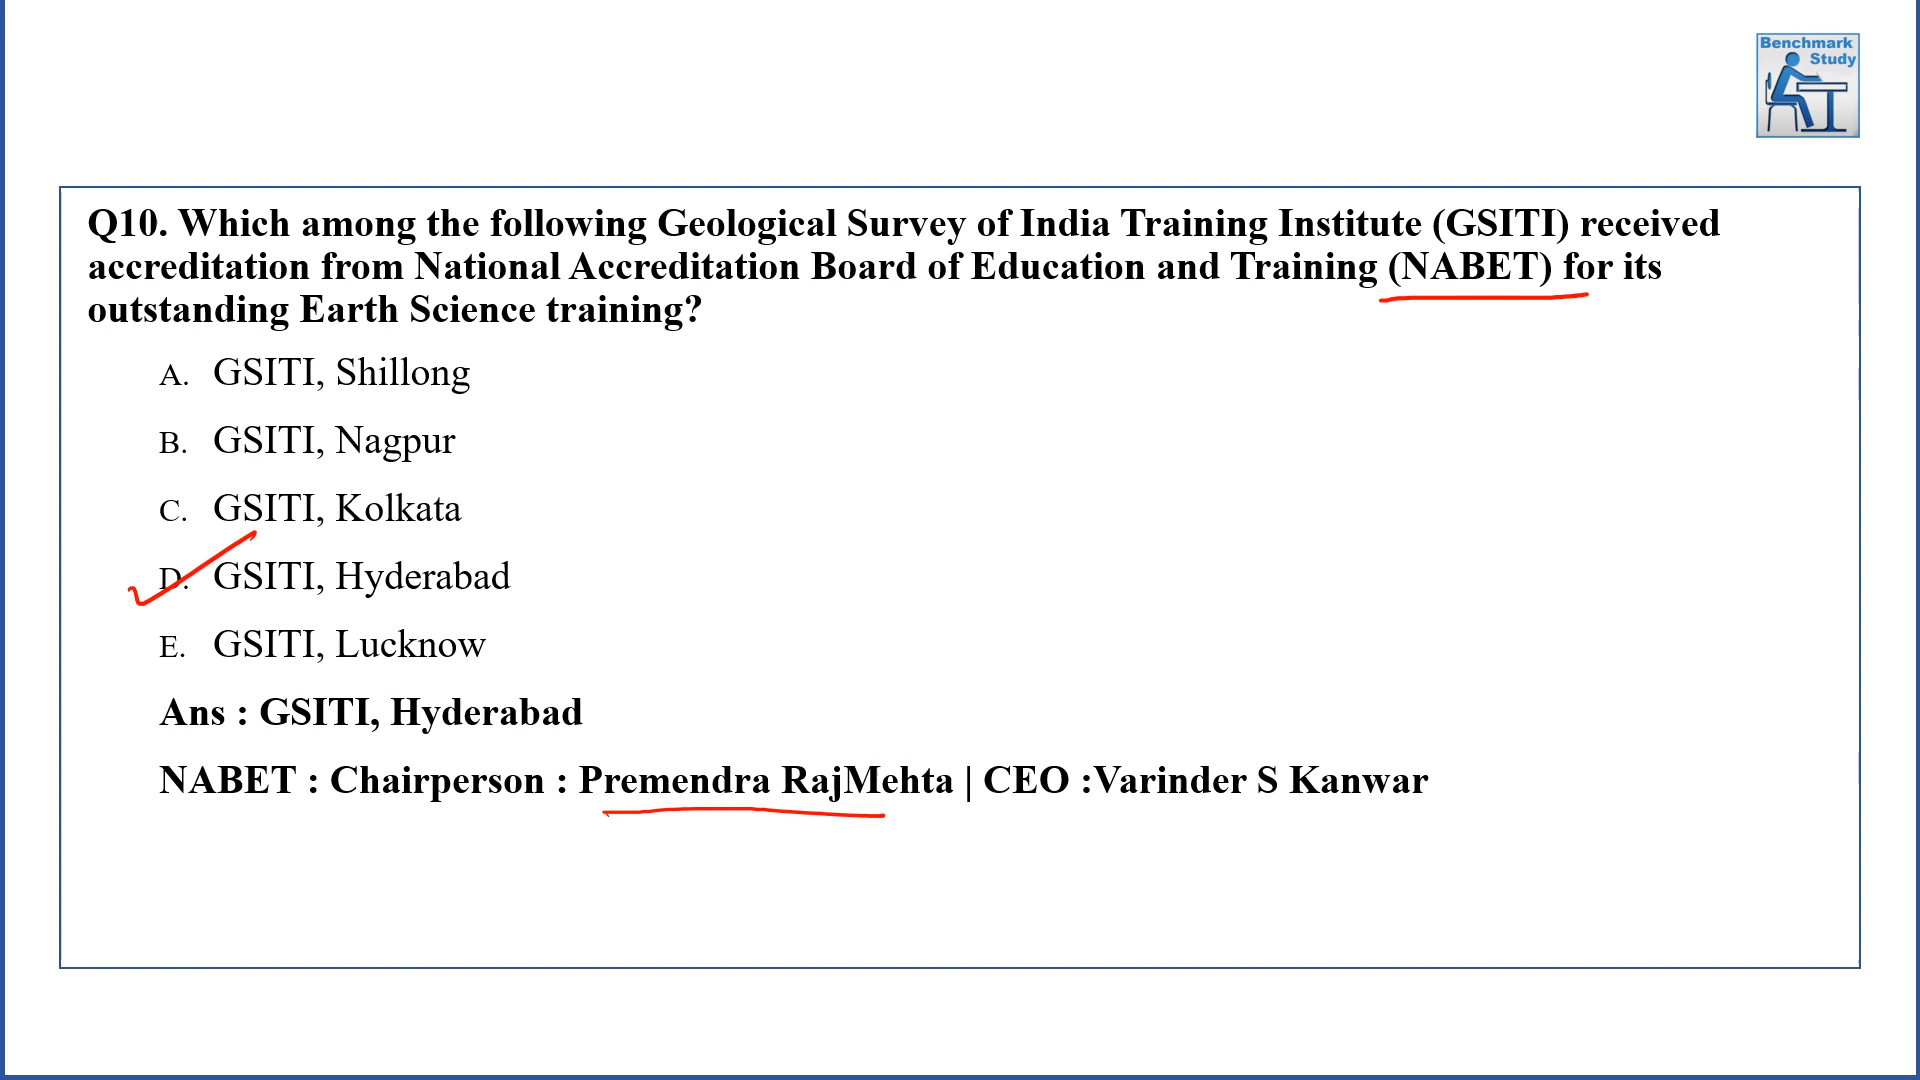 Benchmark
Study
Q10. Which among the following Geological Survey of India Training Institute (GSITI) received
accreditation from National Accreditation Board of Education and Training (NABET) for its
outstanding Earth Science training?
A. GSITI, Shillong
B. GSITI, Nagpur
C. GSITI, Kolkata
D. GSITI, Hyderabad
E. GSITI, Lucknow
Ans : GSITI, Hyderabad
NABET : Chairperson : Premendra RajMehta | CEO :Varinder S Kanwar